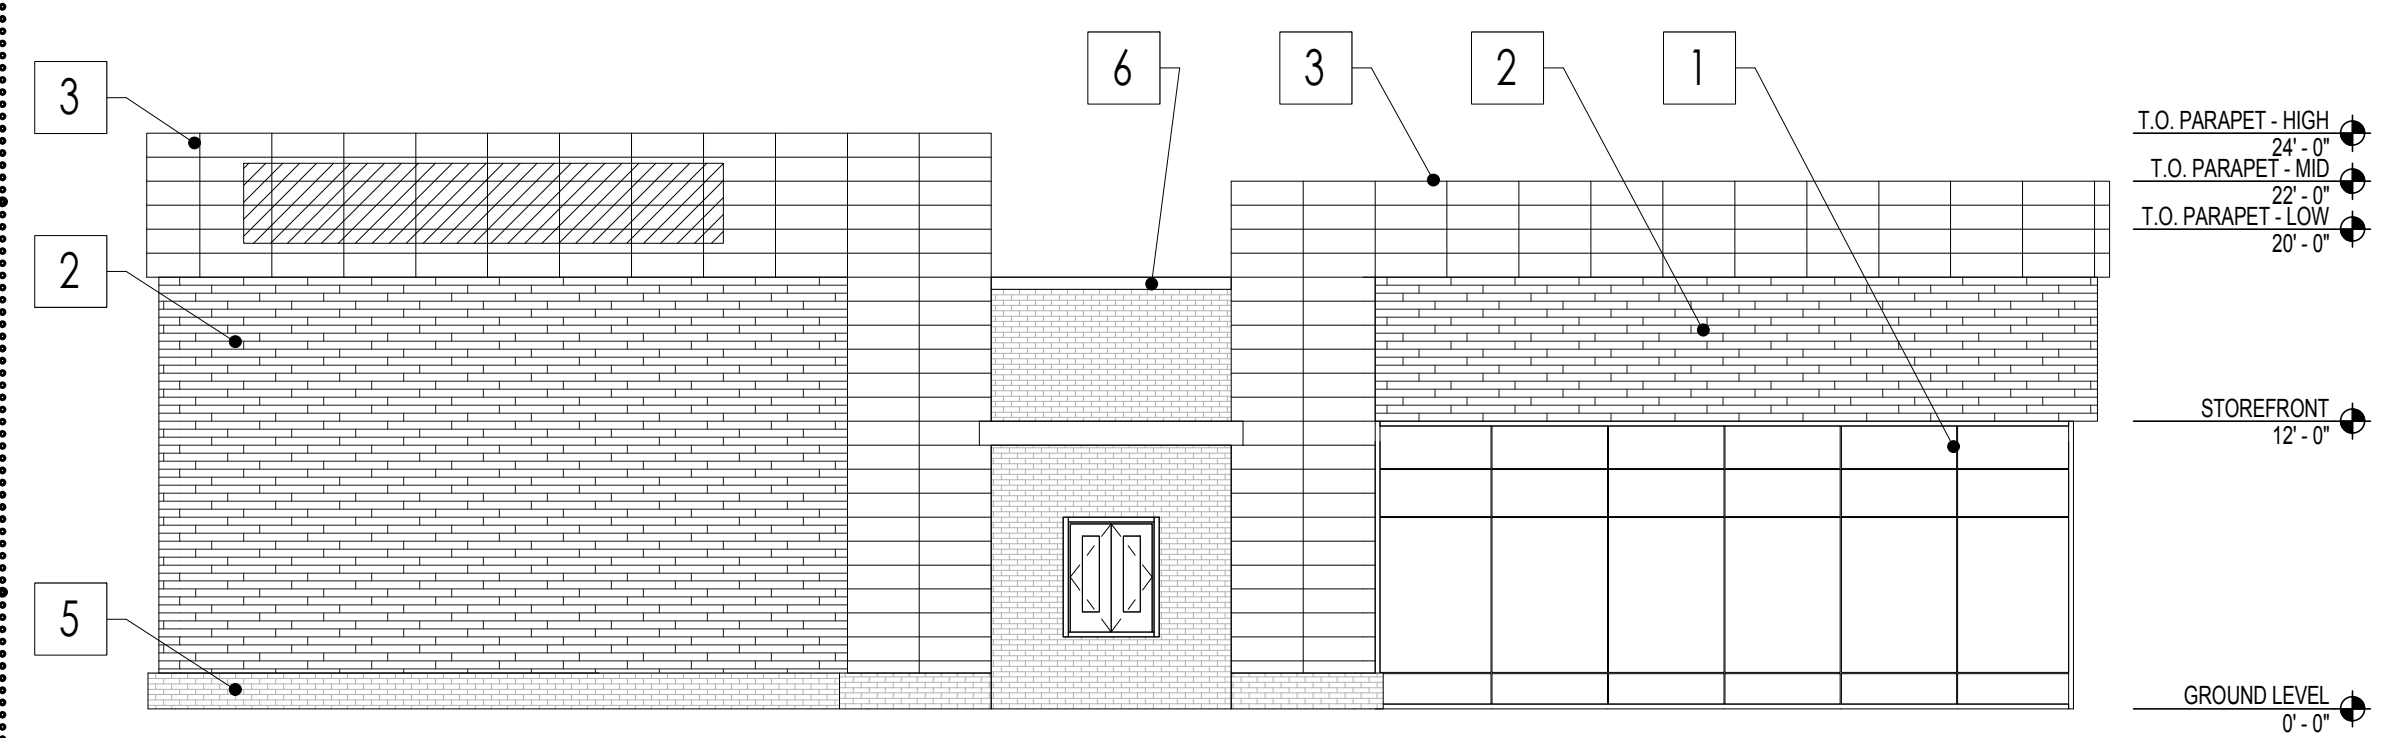 6
3
2
1
3
2
5
T.O. PARAPET - HIGH
24' - 0"
T.O. PARAPET - MID
22' - 0"
T.O. PARAPET - LOW
20' - 0"
STOREFRONT
12' - 0"
GROUND LEVEL
0' - 0"